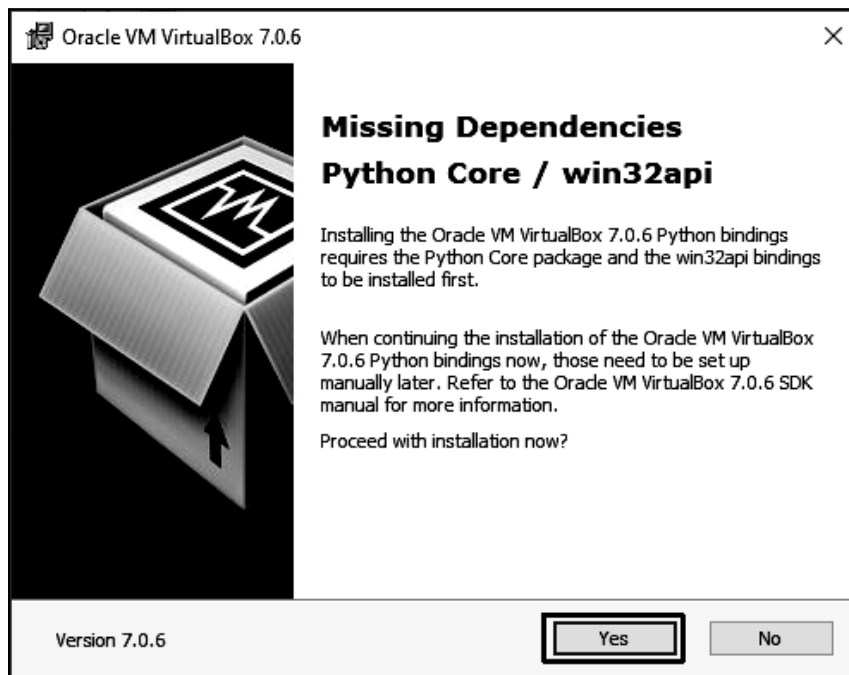 Oracle VM VirtualBox 7.0.6
Missing Dependencies
Python Core / win32api
Installing the Oracle VM VirtualBox 7.0.6 Python bindings
requires the Python Core package and the win32api bindings
to be installed first.
When continuing the installation of the Oracle VM VirtualBox
7.0.6 Python bindings now, those need to be set up
manually later. Refer to the Oracle VM VirtualBox 7.0.6 SDK
manual for more information.
Proceed with installation now?
Version 7.0.6
Yes
No